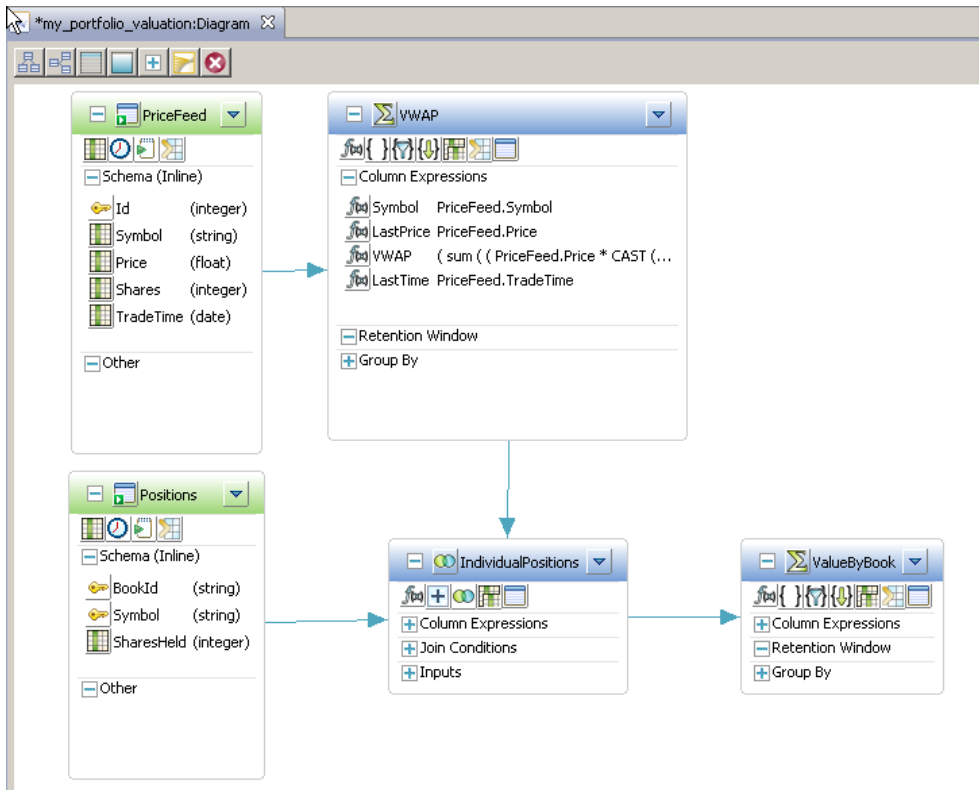 *my_portfolio_valuation:Diagram
PriceFeed
Schema (Inline)
Id (integer)
Symbol (string)
Price (float)
Shares (integer)
TradeTime (date)
Other
VWAP
f(x) { } {} {}
Column Expressions
f(x) Symbol PriceFeed.Symbol
f(x) LastPrice PriceFeed.Price
f(x) VWAP ( sum ( ( PriceFeed.Price * CAST (...
f(x) LastTime PriceFeed.TradeTime
Retention Window
Group By
Positions
Schema (Inline)
BookId (string)
Symbol (string)
SharesHeld (integer)
Other
IndividualPositions
f(x)
Column Expressions
Join Conditions
Inputs
ValueByBook
f(x) { } {} {}
Column Expressions
Retention Window
Group By